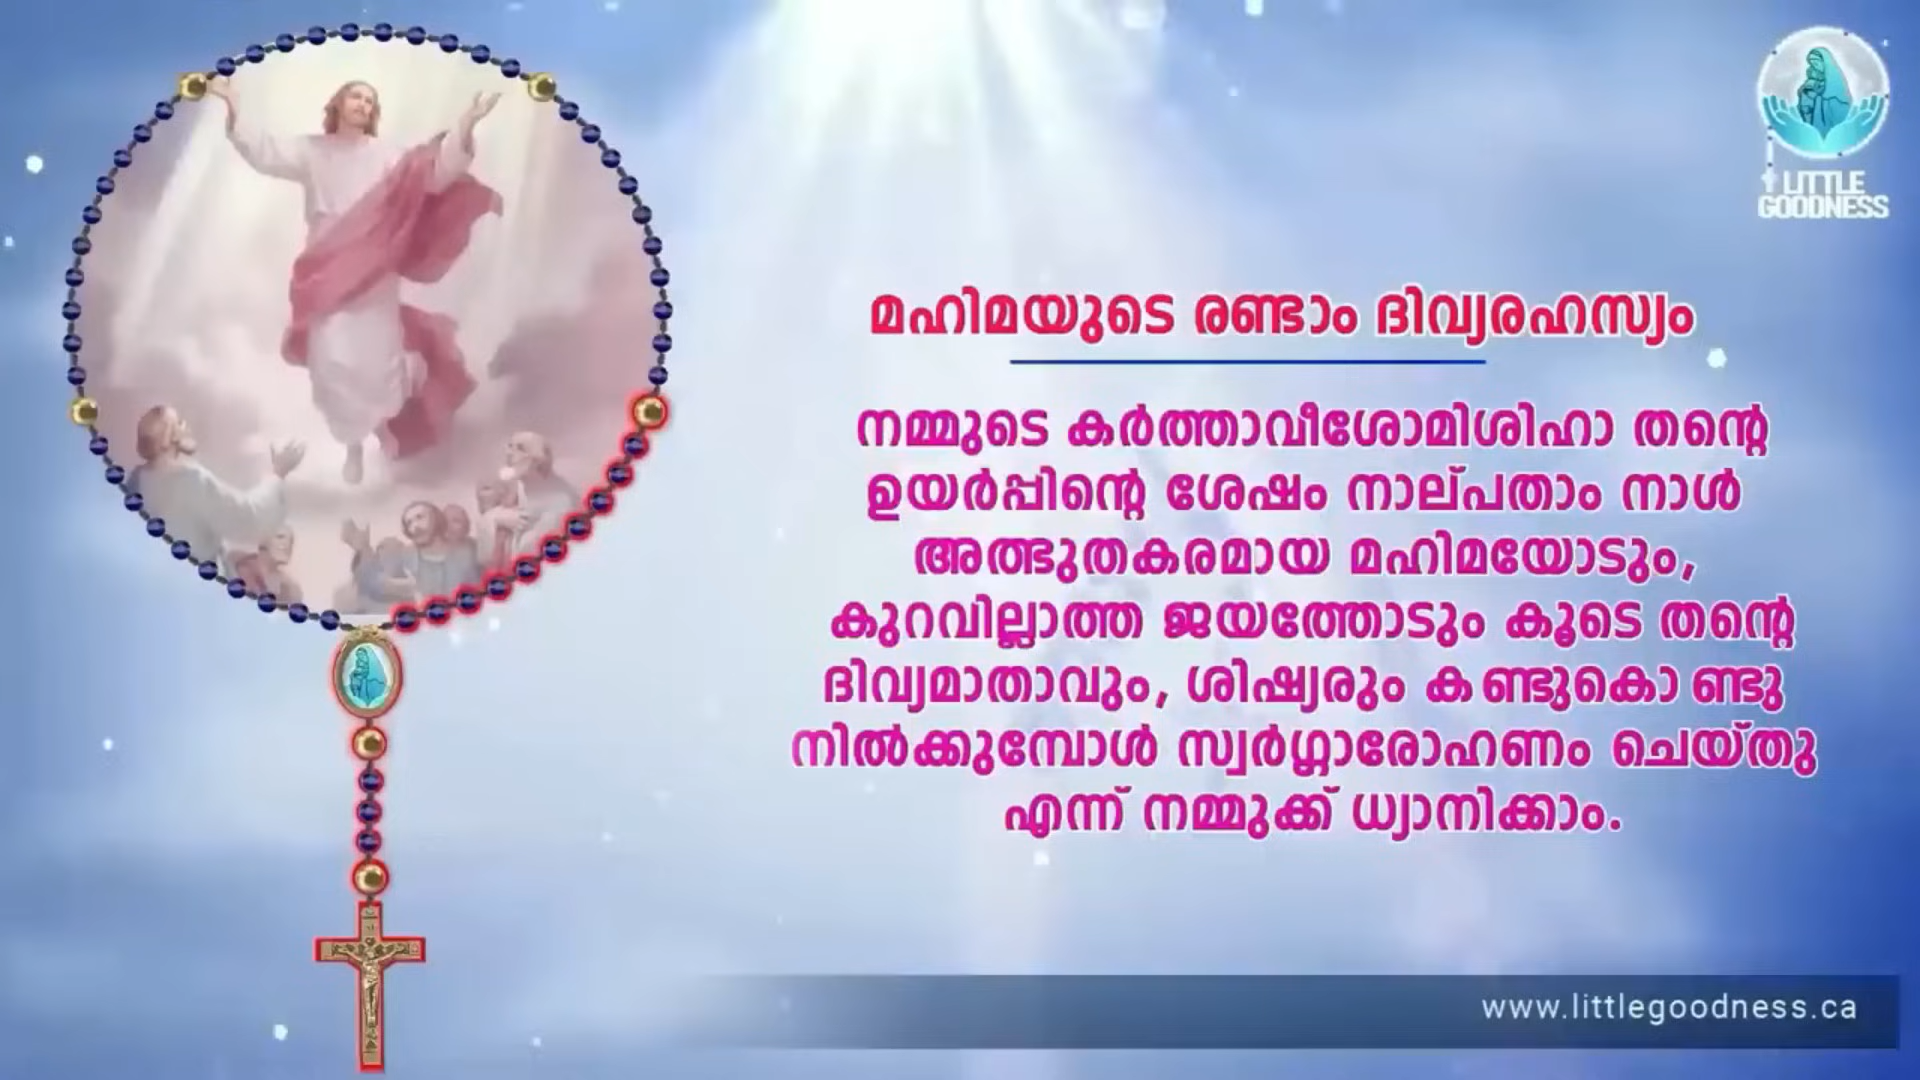 LITTLE
GOODNESS
മഹിമയുടെ രണ്ടാം ദിവ്യരഹസ്യം
നമ്മുടെ കർത്താവീശോമിശിഹാ തന്റെ
ഉയർപ്പിന്റെ ശേഷം നാല്പതാം നാൾ
അത്ഭുതകരമായ മഹിമയോടും,
കുറവില്ലാത്ത ജയത്തോടും കൂടെ തന്റെ
ദിവ്യമാതാവും, ശിഷ്യരും കണ്ടുകൊണ്ടു
നിൽക്കുമ്പോൾ സ്വർഗ്ഗാരോഹണം ചെയ്തു
എന്ന് നമ്മുക്ക് ധ്യാനിക്കാം.
www.littlegoodness.ca